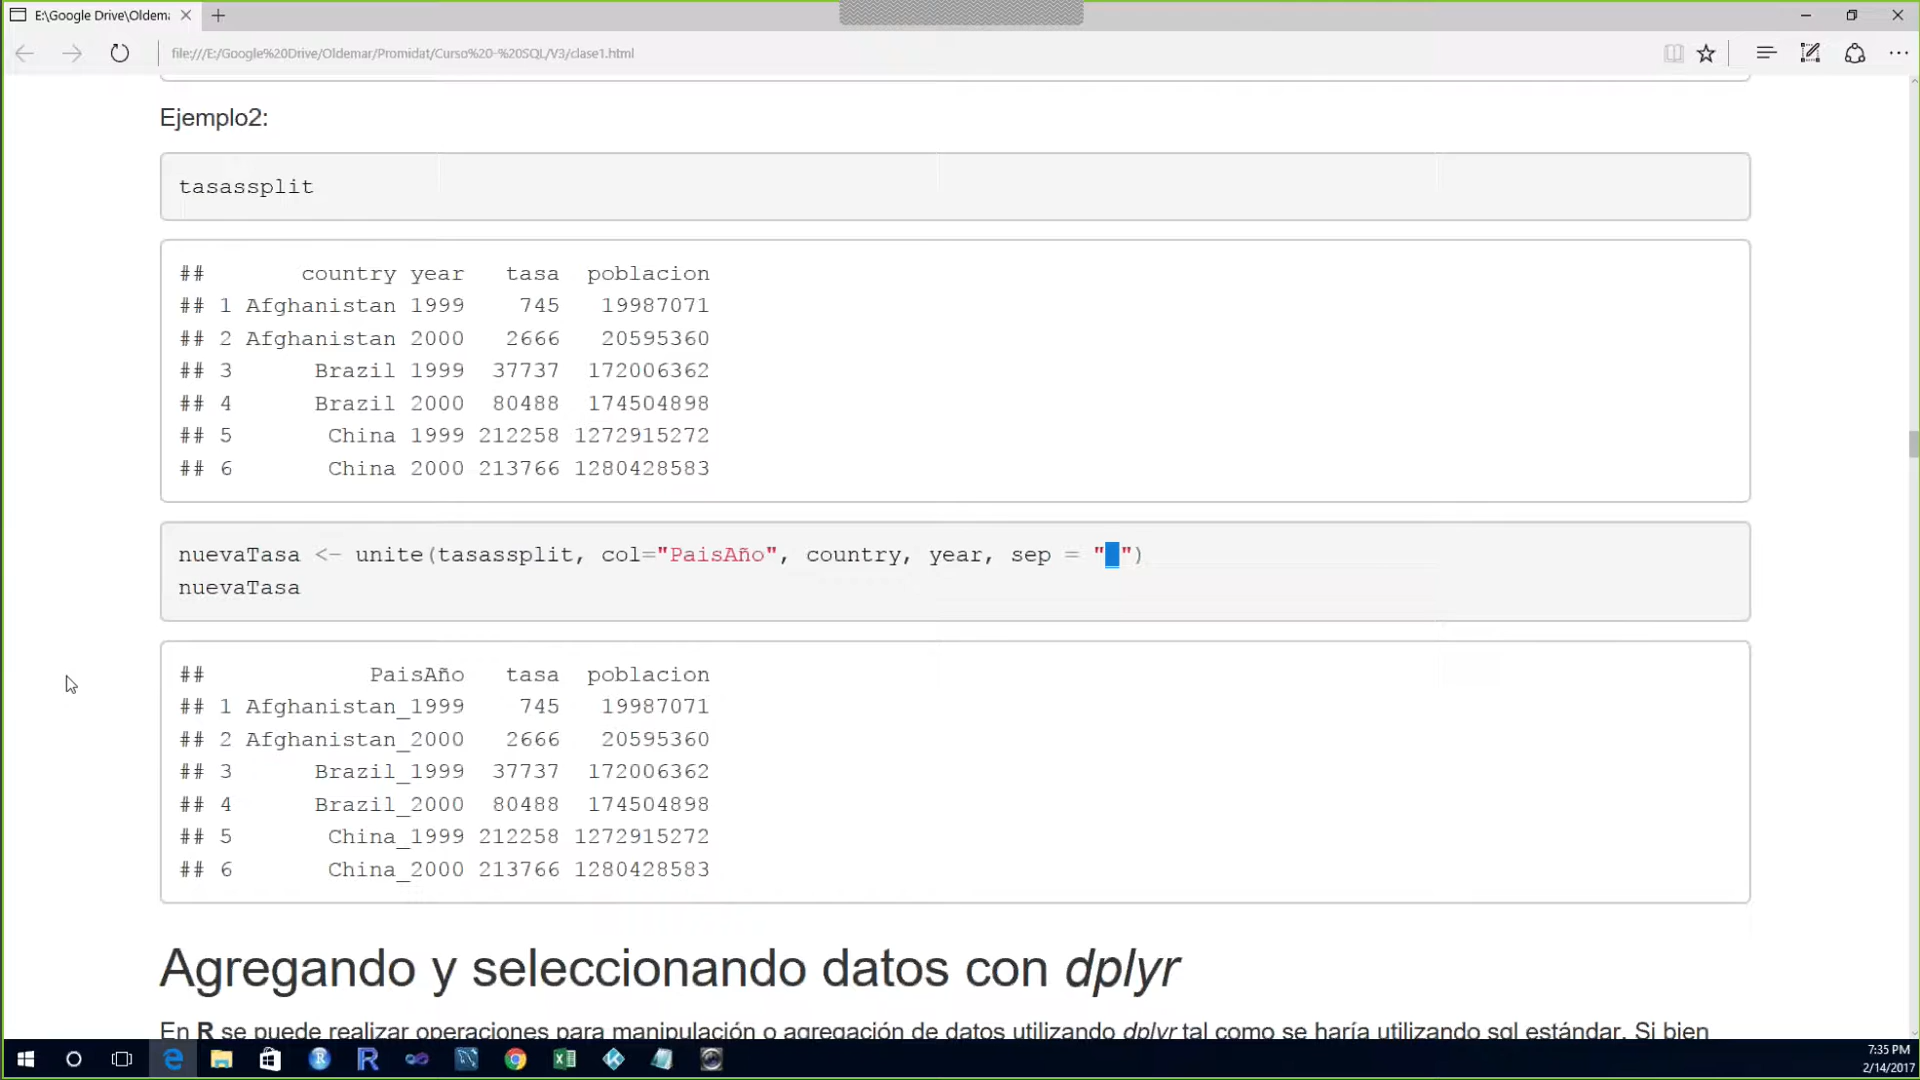 E:\Google Drive\Oldema
file:///E:/Google%20Drive/Oldemar/Promidat/Curso%20-%20SQL/V3/clase1.html
Ejemplo2:
tasassplit
## country year tasa poblacion
## 1 Afghanistan 1999 745 19987071
## 2 Afghanistan 2000 2666 20595360
## 3 Brazil 1999 37737 172006362
## 4 Brazil 2000 80488 174504898
## 5 China 1999 212258 1272915272
## 6 China 2000 213766 1280428583
nuevaTasa <- unite(tasassplit, col="PaisAño", country, year, sep = " ")
nuevaTasa
## PaisAño tasa poblacion
## 1 Afghanistan_1999 745 19987071
## 2 Afghanistan_2000 2666 20595360
## 3 Brazil_1999 37737 172006362
## 4 Brazil_2000 80488 174504898
## 5 China_1999 212258 1272915272
## 6 China_2000 213766 1280428583
Agregando y seleccionando datos con dplyr
En R se puede realizar operaciones para manipulación o agregación de datos utilizando dplyr tal como se haría utilizando sql estándar. Si bien
7:35 PM
2/14/2017